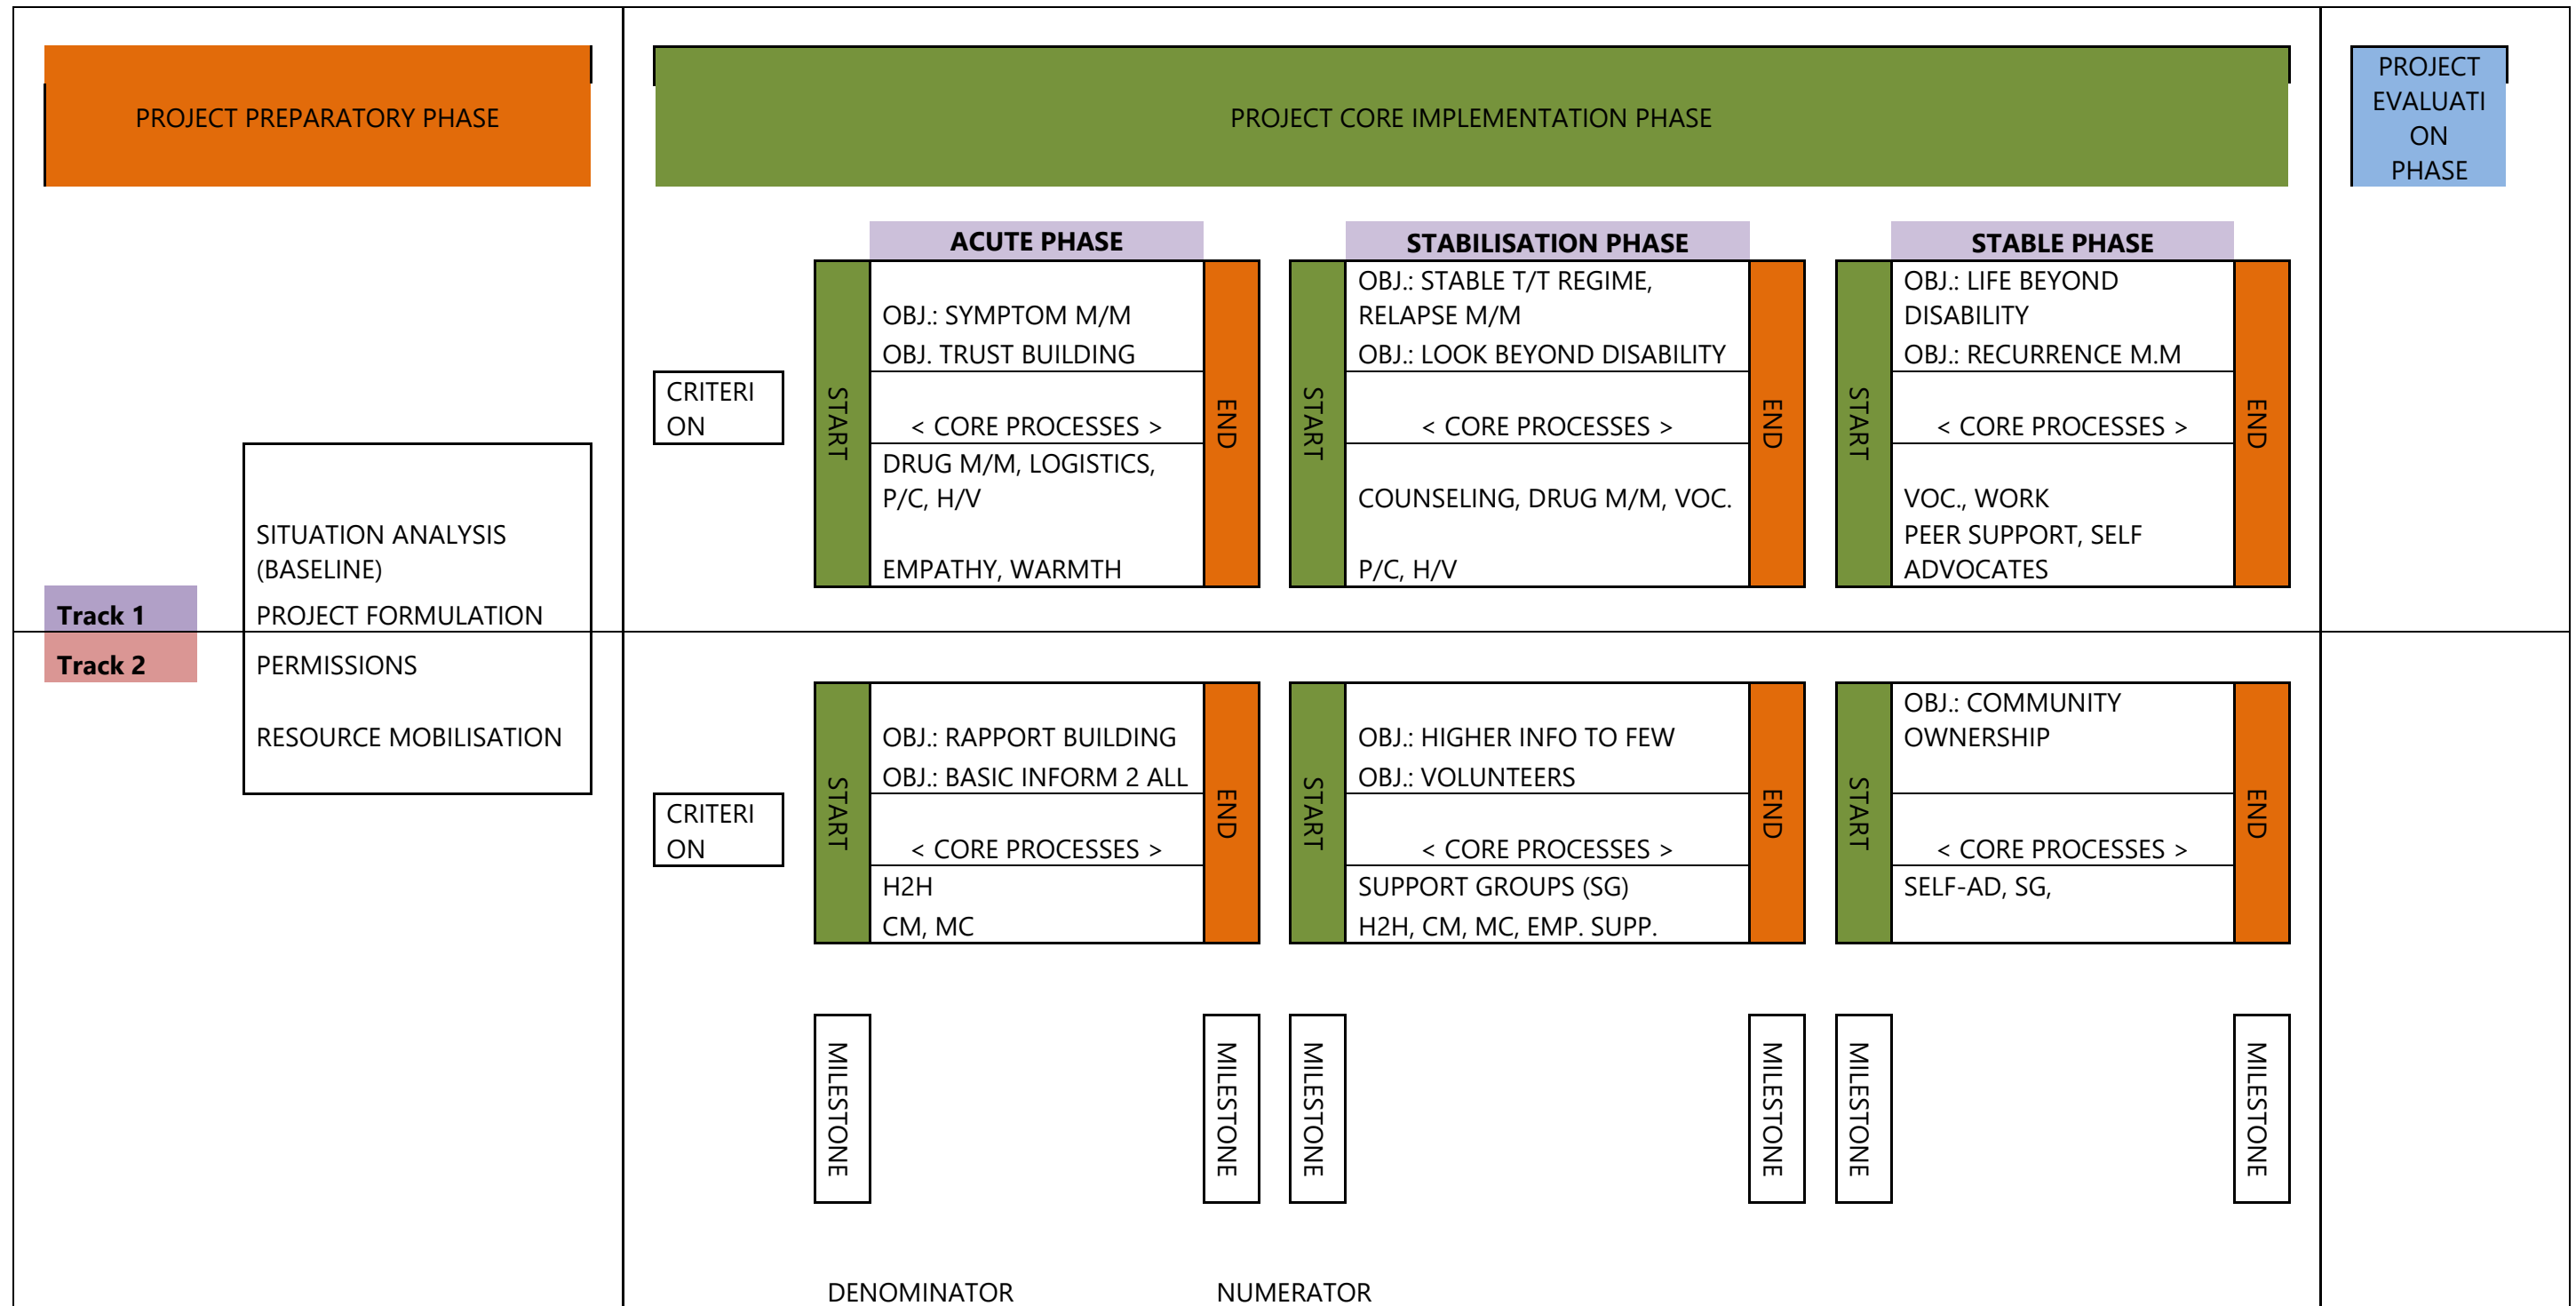 PROJECT PREPARATORY PHASE
PROJECT CORE IMPLEMENTATION PHASE
PROJECT
EVALUATI
ON
PHASE
ACUTE PHASE
STABILISATION PHASE
STABLE PHASE
CRITERI
ON
START
OBJ.: SYMPTOM M/M
OBJ. TRUST BUILDING
< CORE PROCESSES >
DRUG M/M, LOGISTICS,
P/C, H/V
EMPATHY, WARMTH
END
START
OBJ.: STABLE T/T REGIME,
RELAPSE M/M
OBJ.: LOOK BEYOND DISABILITY
< CORE PROCESSES >
COUNSELING, DRUG M/M, VOC.
P/C, H/V
END
START
OBJ.: LIFE BEYOND
DISABILITY
OBJ.: RECURRENCE M.M
< CORE PROCESSES >
VOC., WORK
PEER SUPPORT, SELF
ADVOCATES
END
Track 1
Track 2
SITUATION ANALYSIS
(BASELINE)
PROJECT FORMULATION
PERMISSIONS
RESOURCE MOBILISATION
CRITERI
ON
START
OBJ.: RAPPORT BUILDING
OBJ.: BASIC INFORM 2 ALL
< CORE PROCESSES >
H2H
CM, MC
END
START
OBJ.: HIGHER INFO TO FEW
OBJ.: VOLUNTEERS
< CORE PROCESSES >
SUPPORT GROUPS (SG)
H2H, CM, MC, EMP. SUPP.
END
START
OBJ.: COMMUNITY
OWNERSHIP
< CORE PROCESSES >
SELF-AD, SG,
END
MILESTONE
MILESTONE
MILESTONE
MILESTONE
MILESTONE
MILESTONE
DENOMINATOR
NUMERATOR